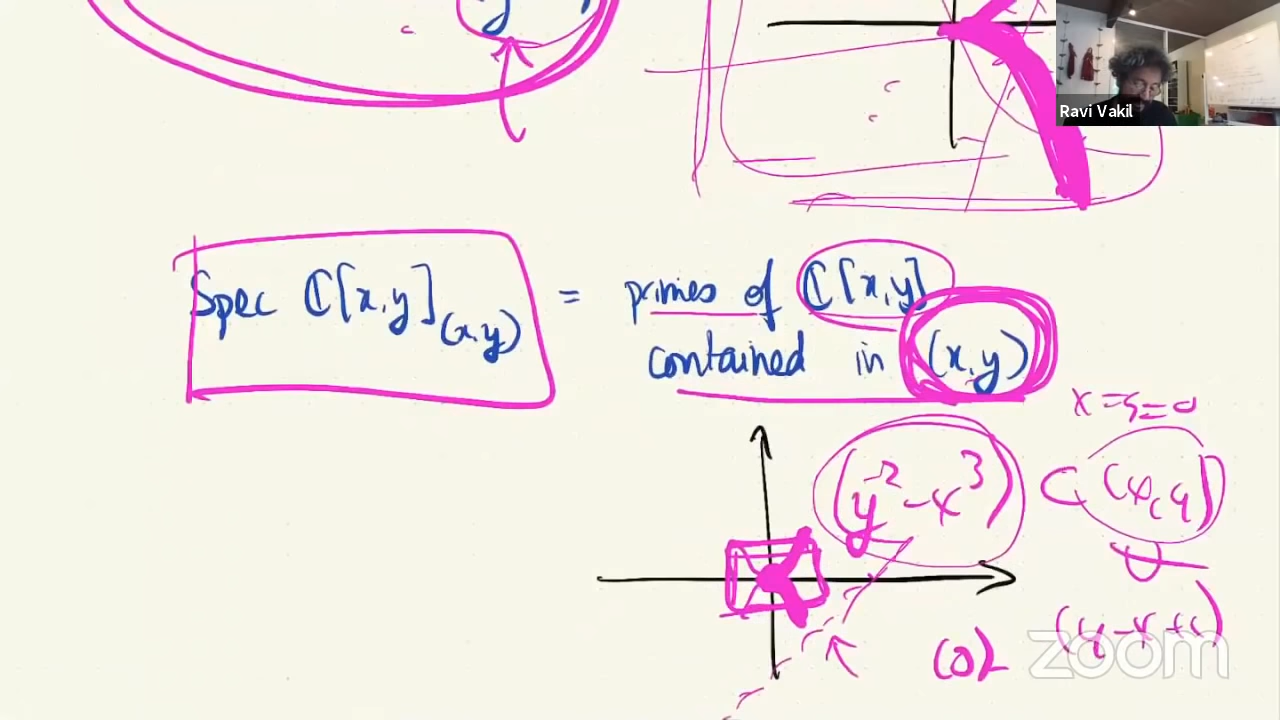 Ravi Vakil
Spec ℂ[x,y]_(x,y) = primes of ℂ[x,y]
contained in (x,y)
x=y=0
(y²-x³) ⊂ (x,y)
(0)
zoom